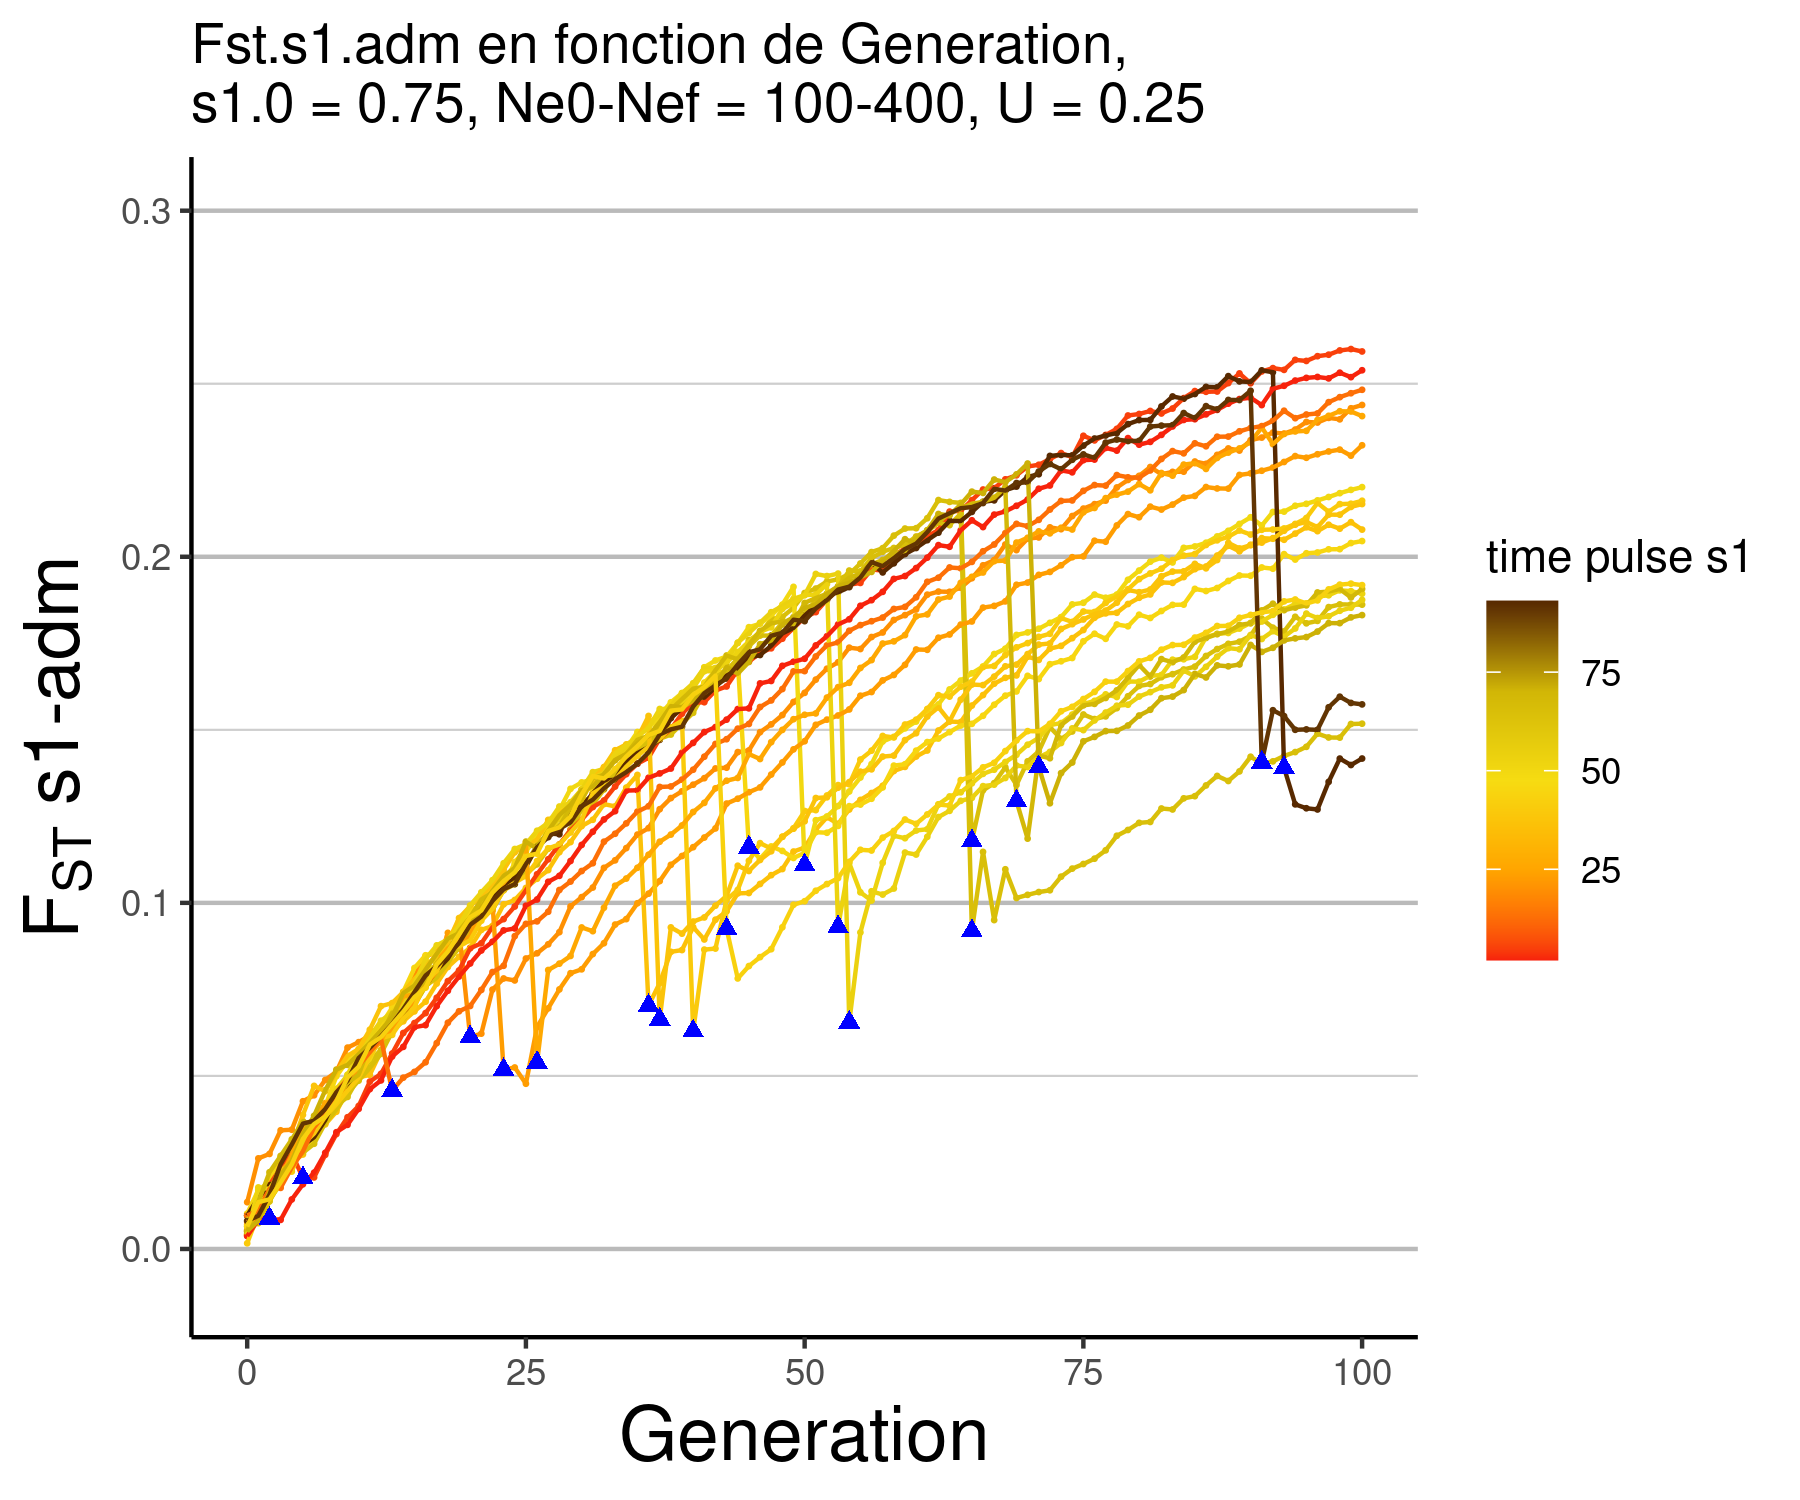 Fst.s1.adm en fonction de Generation,
s1.0 = 0.75, Ne0-Nef = 100-400, U = 0.25
0.3
0.2
0.1
0.0
FST s1-adm
0 25 50 75 100
Generation
time pulse s1
75
50
25